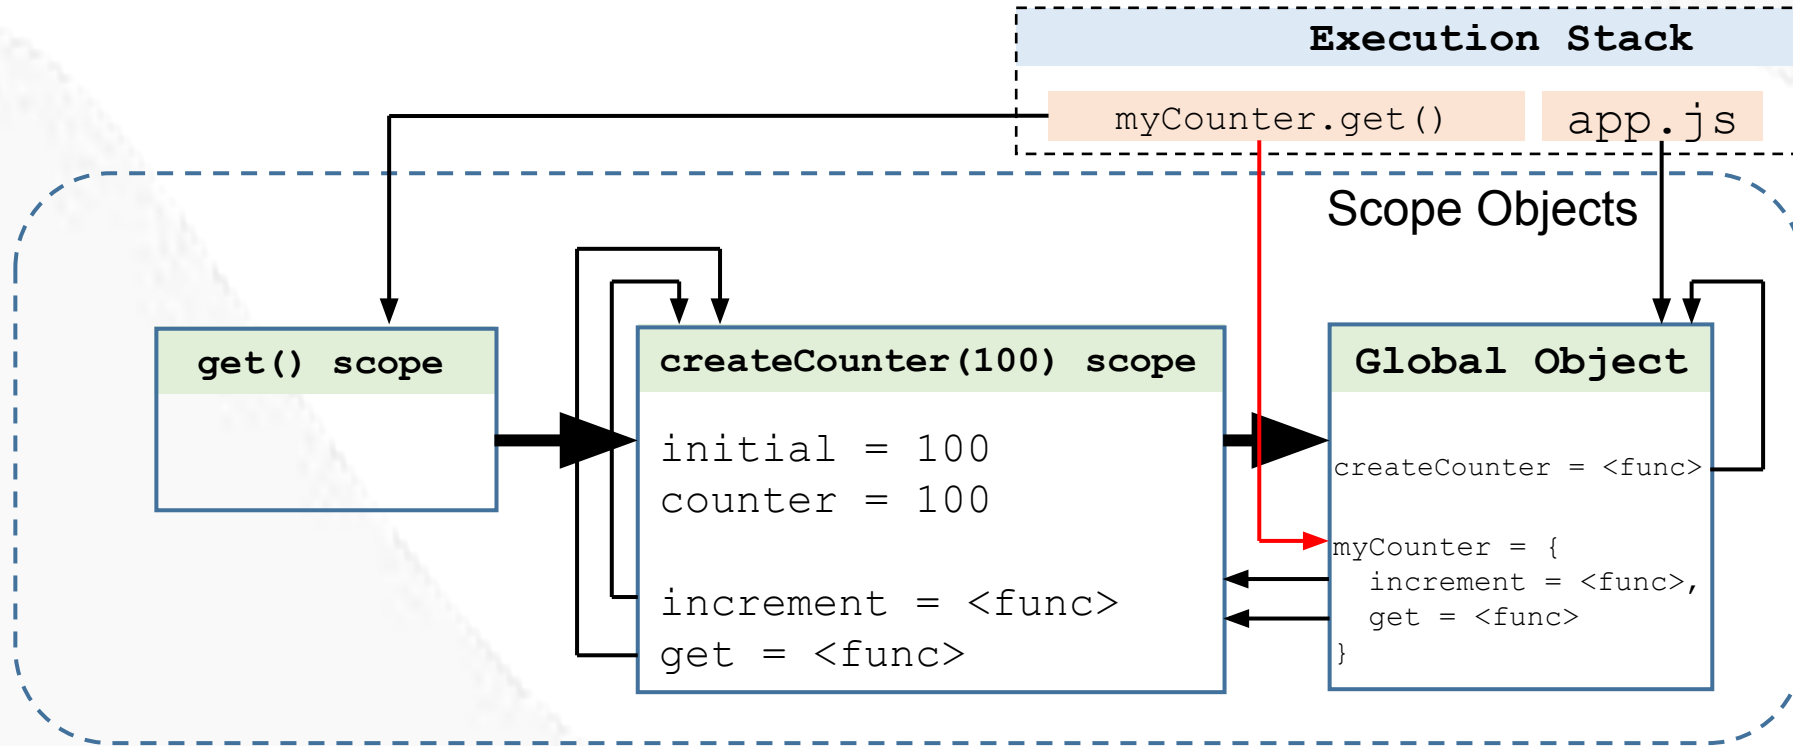 Execution Stack
myCounter.get()
app.js
Scope Objects
get() scope
createCounter(100) scope
initial = 100
counter = 100
increment = <func>
get = <func>
Global Object
createCounter = <func>
myCounter = {
increment = <func>,
get = <func>
}